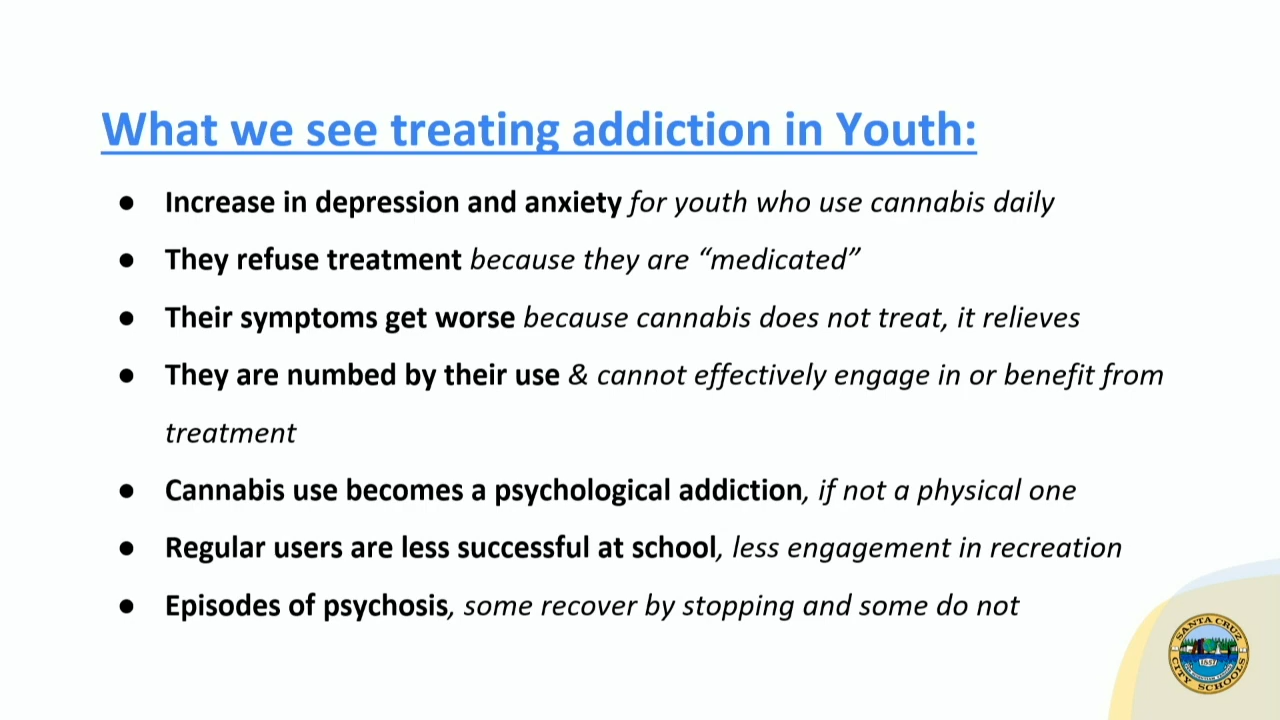 What we see treating addiction in Youth:
● Increase in depression and anxiety for youth who use cannabis daily
● They refuse treatment because they are “medicated”
● Their symptoms get worse because cannabis does not treat, it relieves
● They are numbed by their use & cannot effectively engage in or benefit from
treatment
● Cannabis use becomes a psychological addiction, if not a physical one
● Regular users are less successful at school, less engagement in recreation
● Episodes of psychosis, some recover by stopping and some do not
SANTA CRUZ
1857
CITY SCHOOLS